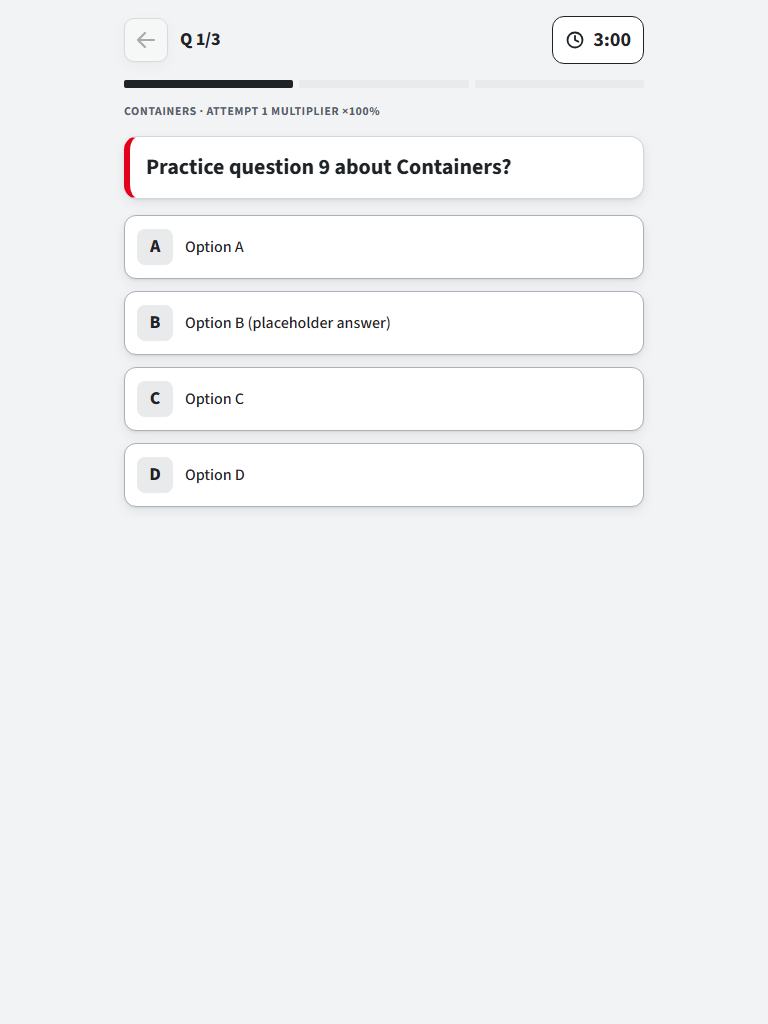 Q 1/3
3:00
CONTAINERS · ATTEMPT 1 MULTIPLIER ×100%
Practice question 9 about Containers?
A Option A
B Option B (placeholder answer)
C Option C
D Option D